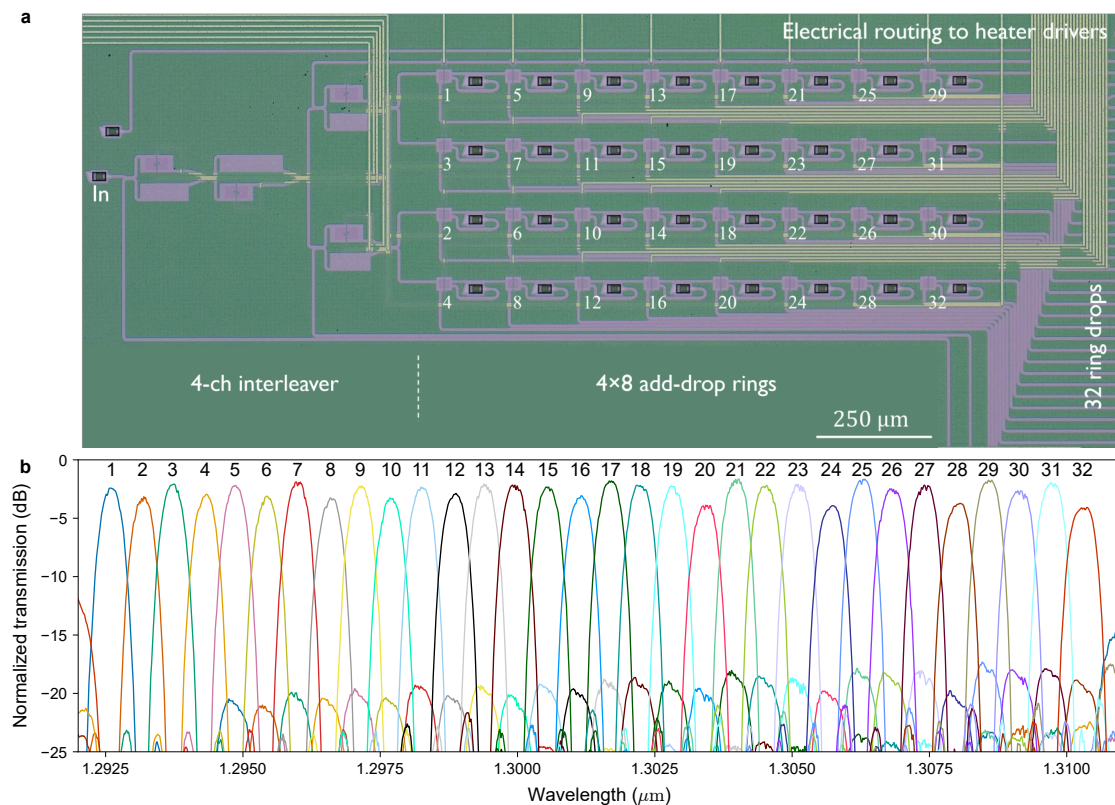 a
Electrical routing to heater drivers
1 5 9 13 17 21 25 29
3 7 11 15 19 23 27 31
In
2 6 10 14 18 22 26 30
4 8 12 16 20 24 28 32
32 ring drops
4-ch interleaver
4×8 add-drop rings
250 μm
b
1 2 3 4 5 6 7 8 9 10 11 12 13 14 15 16 17 18 19 20 21 22 23 24 25 26 27 28 29 30 31 32
Normalized transmission (dB)
0
−5
−10
−15
−20
−25
1.2925 1.2950 1.2975 1.3000 1.3025 1.3050 1.3075 1.3100
Wavelength (μm)